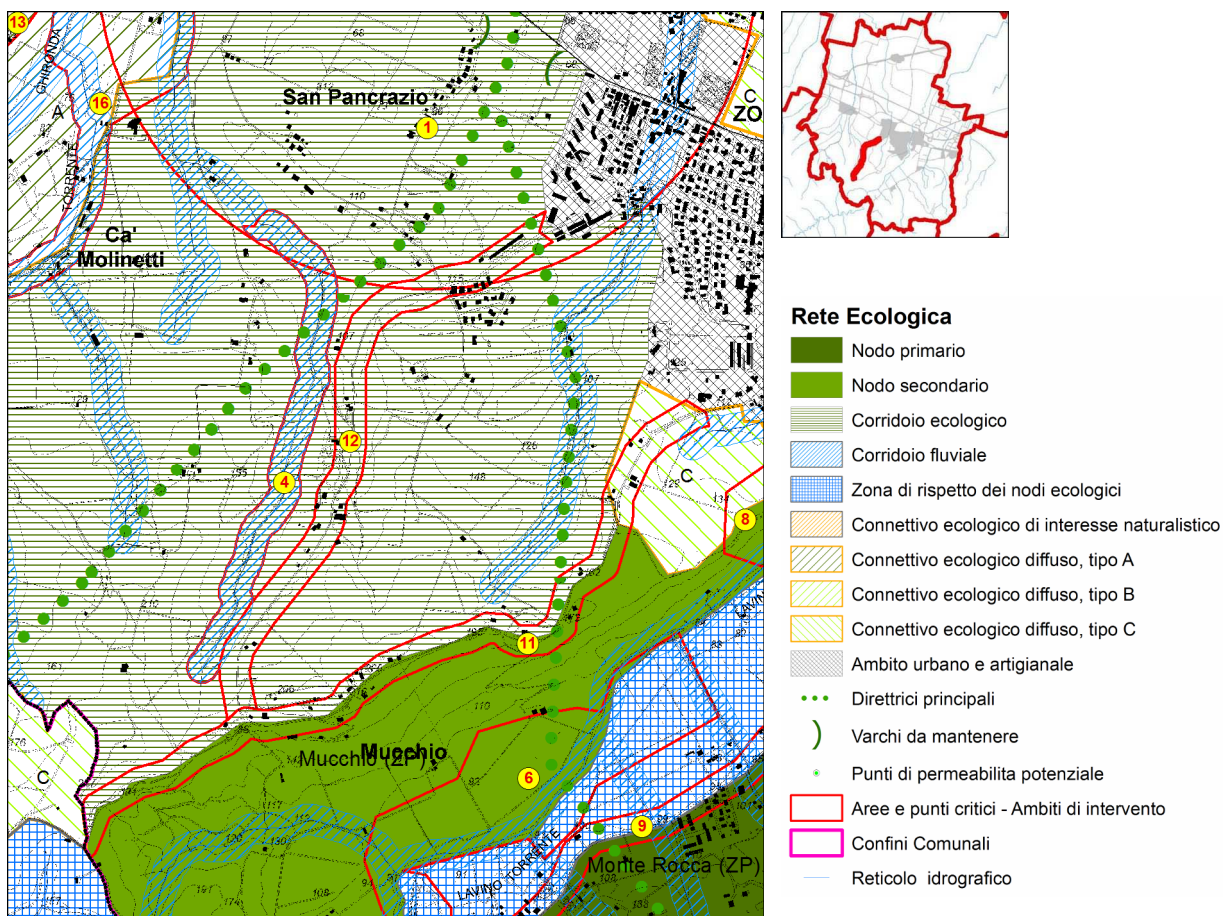 13
GHIRONDA
A
16
TORRENTE
San Pancrazio
1
C
ZO
68
110
Ca'
Molinetti
12
4
C
8
11
Mucchio
Mucchio (ZP)
6
9
LAVINO TORRENTE
Monte Rocca (ZP)
C
Rete Ecologica
Nodo primario
Nodo secondario
Corridoio ecologico
Corridoio fluviale
Zona di rispetto dei nodi ecologici
Connettivo ecologico di interesse naturalistico
Connettivo ecologico diffuso, tipo A
Connettivo ecologico diffuso, tipo B
Connettivo ecologico diffuso, tipo C
Ambito urbano e artigianale
Direttrici principali
Varchi da mantenere
Punti di permeabilita potenziale
Aree e punti critici - Ambiti di intervento
Confini Comunali
Reticolo idrografico